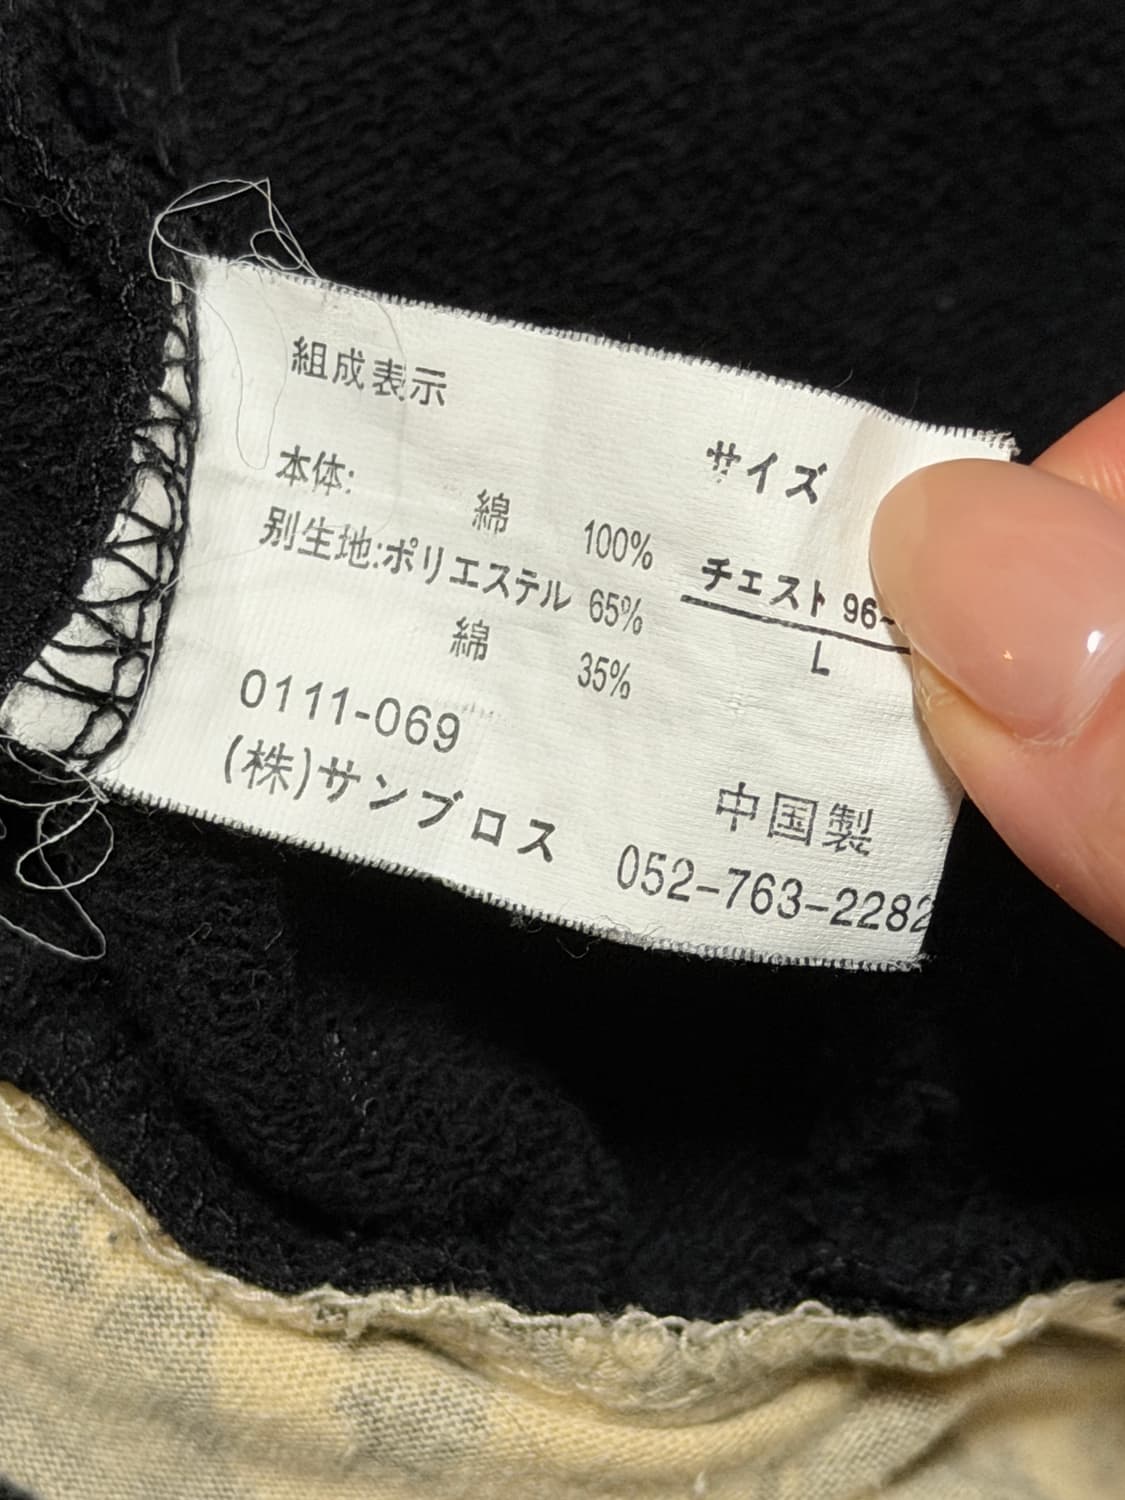 組成表示
本体: 綿 100%
別生地:ポリエステル 65%
綿 35%
サイズ
チェスト 96-
L
0111-069
中国製
(株)サンブロス 052-763-2282